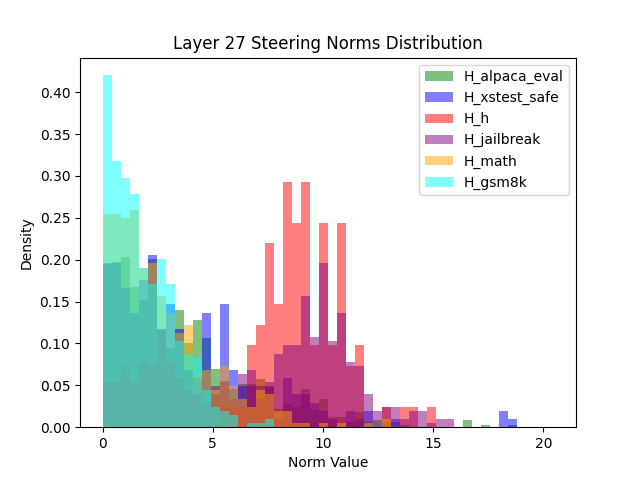 Layer 27 Steering Norms Distribution
H_alpaca_eval
H_xstest_safe
H_h
H_jailbreak
H_math
H_gsm8k
Density
0.40
0.35
0.30
0.25
0.20
0.15
0.10
0.05
0.00
0
5
10
15
20
Norm Value